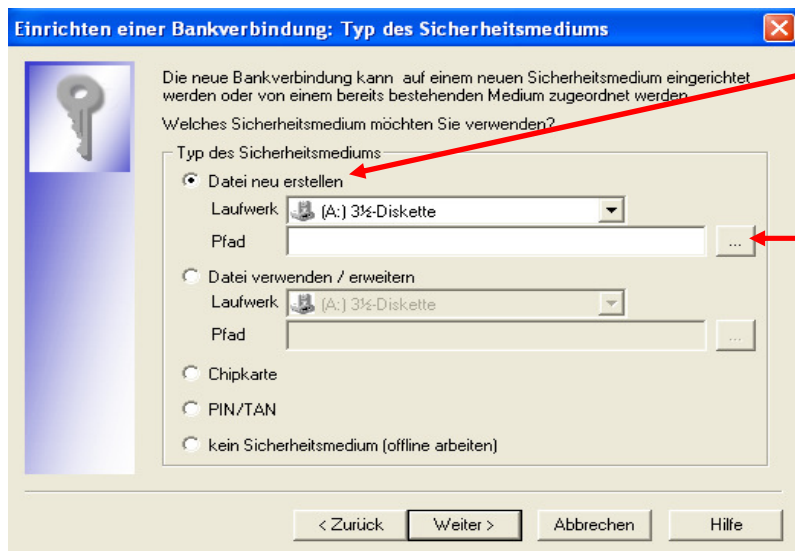 Einrichten einer Bankverbindung: Typ des Sicherheitsmediums
Die neue Bankverbindung kann auf einem neuen Sicherheitsmedium eingerichtet
werden oder von einem bereits bestehenden Medium zugeordnet werden.
Welches Sicherheitsmedium möchten Sie verwenden?
Typ des Sicherheitsmediums
Datei neu erstellen
Laufwerk (A:) 3½-Diskette
Pfad ...
Datei verwenden / erweitern
Laufwerk (A:) 3½-Diskette
Pfad ...
Chipkarte
PIN/TAN
kein Sicherheitsmedium (offline arbeiten)
< Zurück Weiter > Abbrechen Hilfe